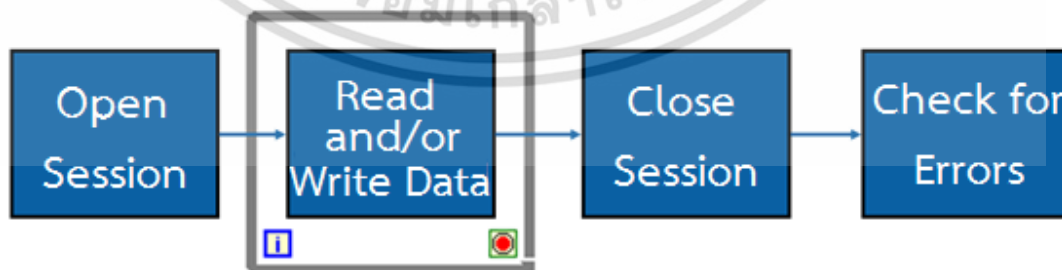 Open
Session
Read
and/or
Write Data
i
Close
Session
Check for
Errors